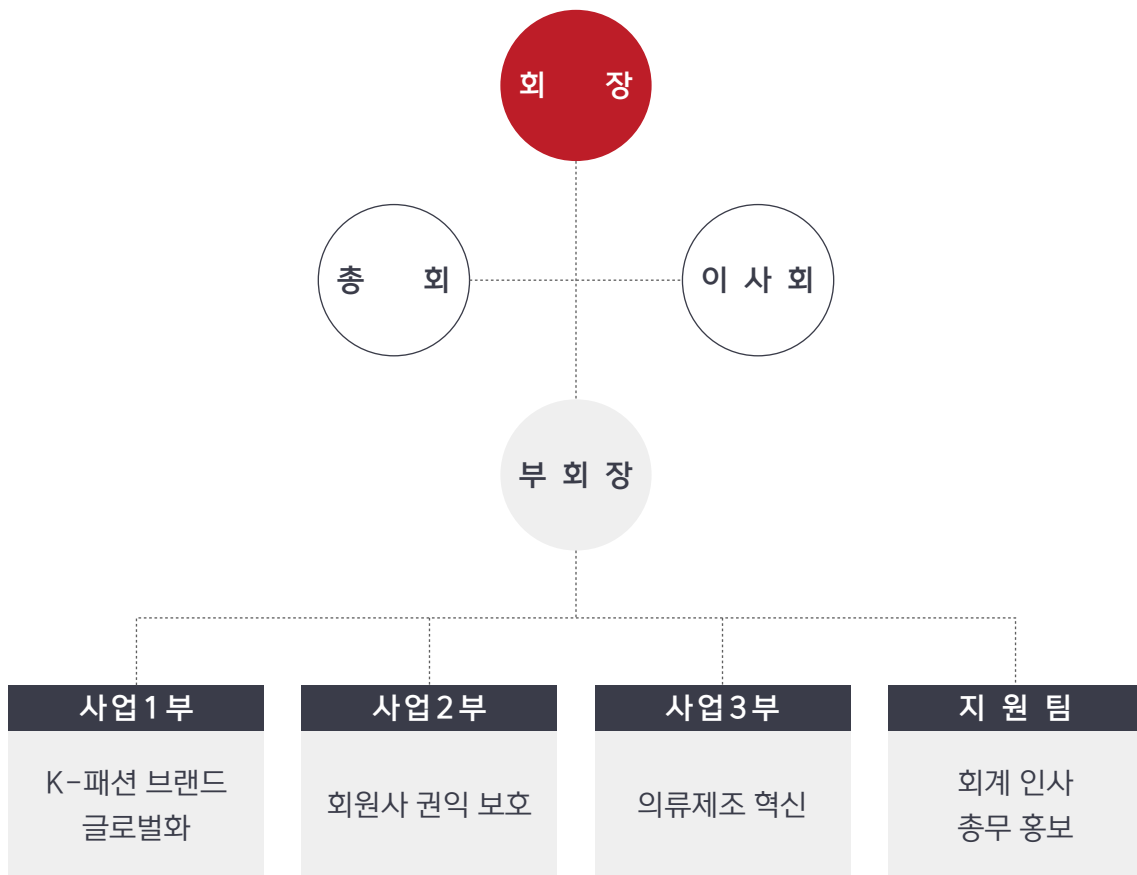 회 장
총 회
이 사 회
부 회 장
사업1부
K-패션 브랜드
글로벌화
사업2부
회원사 권익 보호
사업3부
의류제조 혁신
지 원 팀
회계 인사
총무 홍보